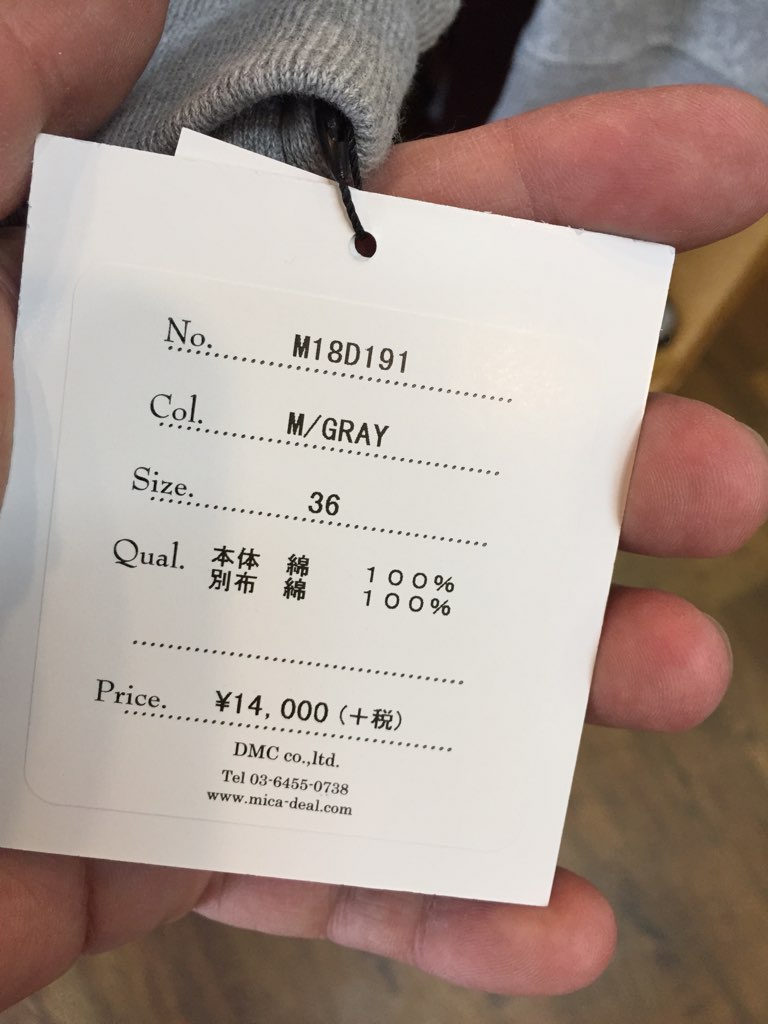 No. M18D191
Col. M/GRAY
Size. 36
Qual. 本体 綿 100%
別布 綿 100%
Price. ¥14,000(+税)
DMC co.,ltd.
Tel 03-6455-0738
www.mica-deal.com